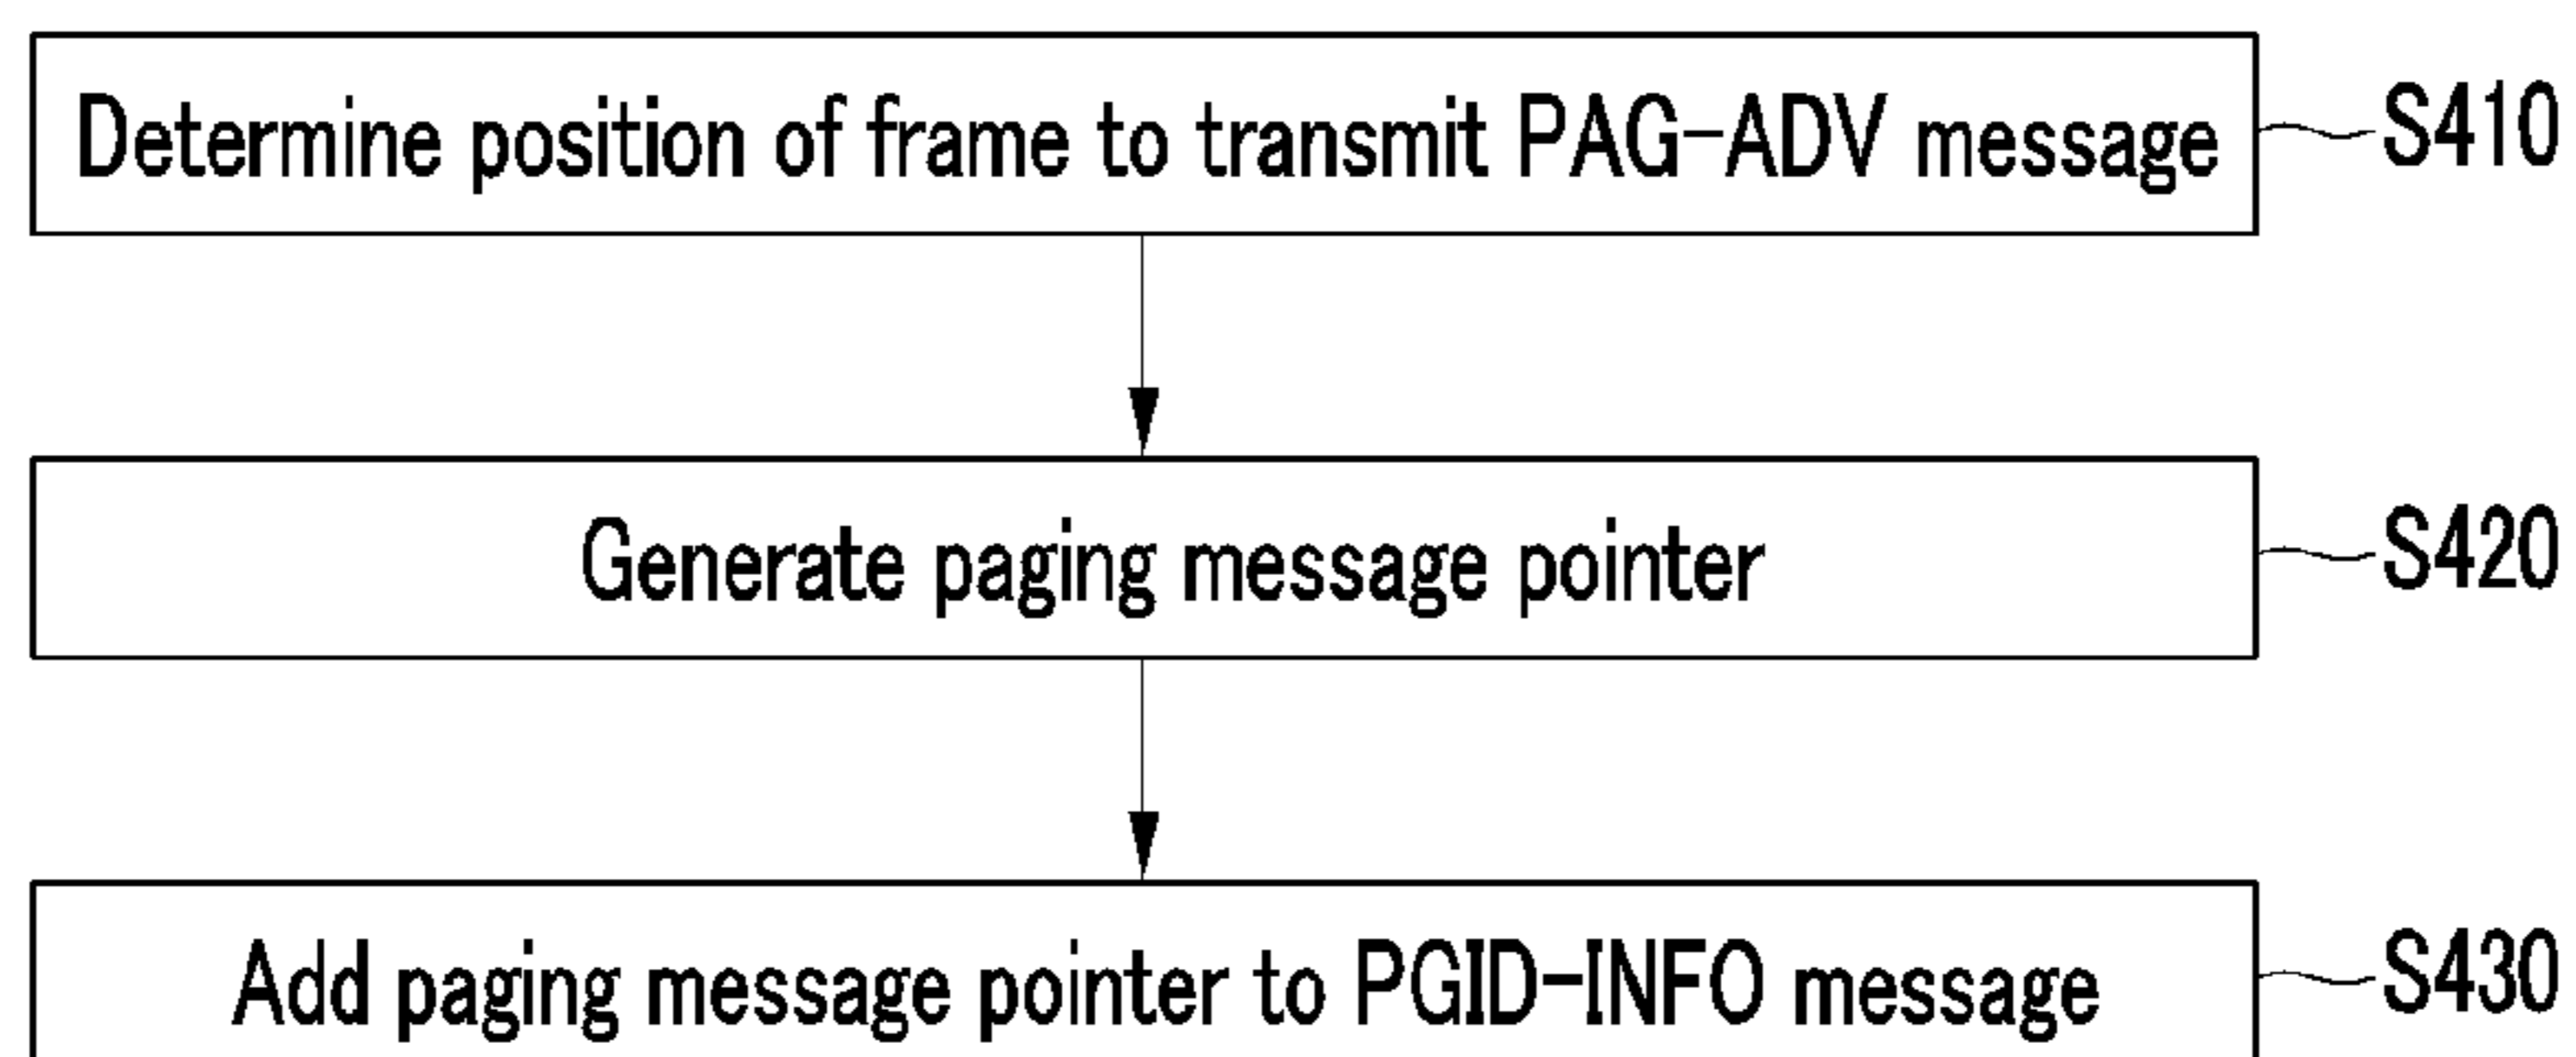 Determine position of frame to transmit PAG-ADV message S410
Generate paging message pointer S420
Add paging message pointer to PGID-INFO message S430